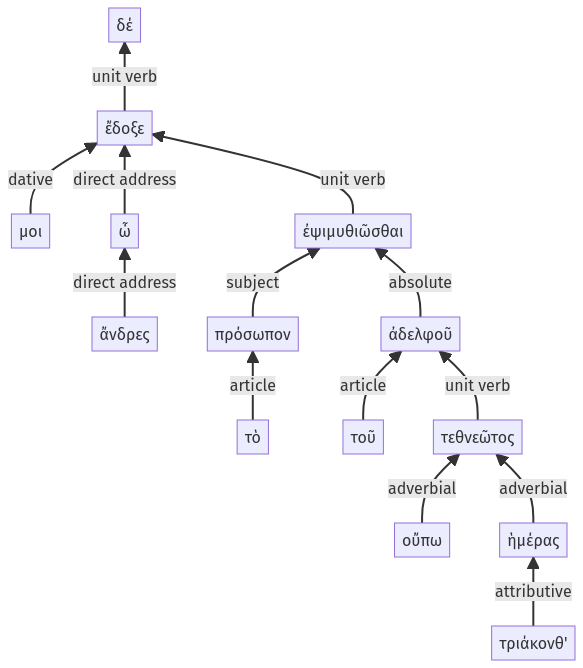 δέ
unit verb
ἔδοξε
dative
direct address
unit verb
μοι
ὦ
ἐψιμυθιῶσθαι
direct address
subject
absolute
ἄνδρες
πρόσωπον
ἀδελφοῦ
article
article
unit verb
τὸ
τοῦ
τεθνεῶτος
adverbial
adverbial
οὔπω
ἡμέρας
attributive
τριάκονθ'